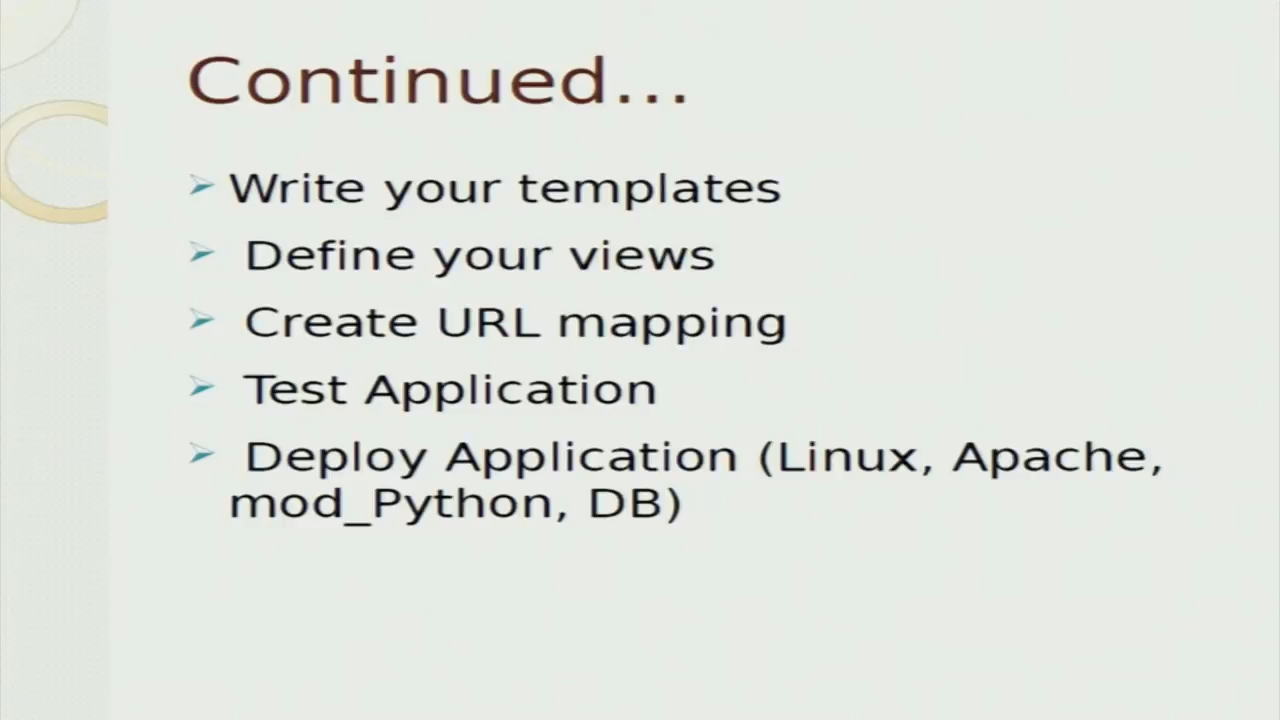 Continued...
Write your templates
Define your views
Create URL mapping
Test Application
Deploy Application (Linux, Apache,
mod_Python, DB)